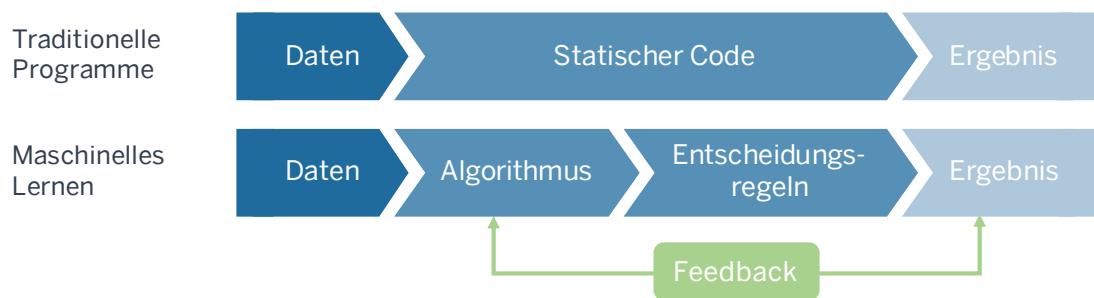 Traditionelle
Programme
Daten
Statischer Code
Ergebnis
Maschinelles
Lernen
Daten
Algorithmus
Entscheidungs-
regeln
Ergebnis
Feedback